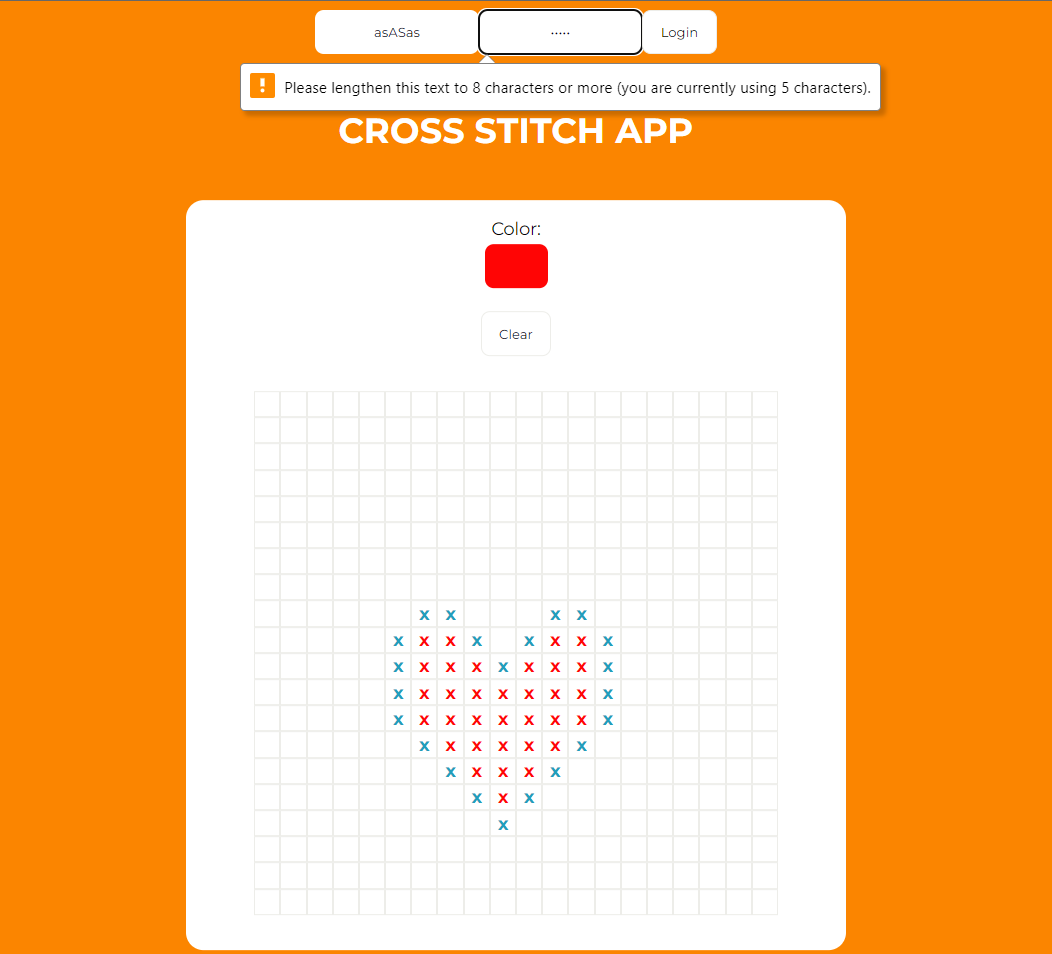 asASas ····· Login
! Please lengthen this text to 8 characters or more (you are currently using 5 characters).
CROSS STITCH APP
Color:
Clear
x x x x
x x x x x x x x
x x x x x x x x x
x x x x x x x x x
x x x x x x x x x
x x x x x x x
x x x x x
x x x
x